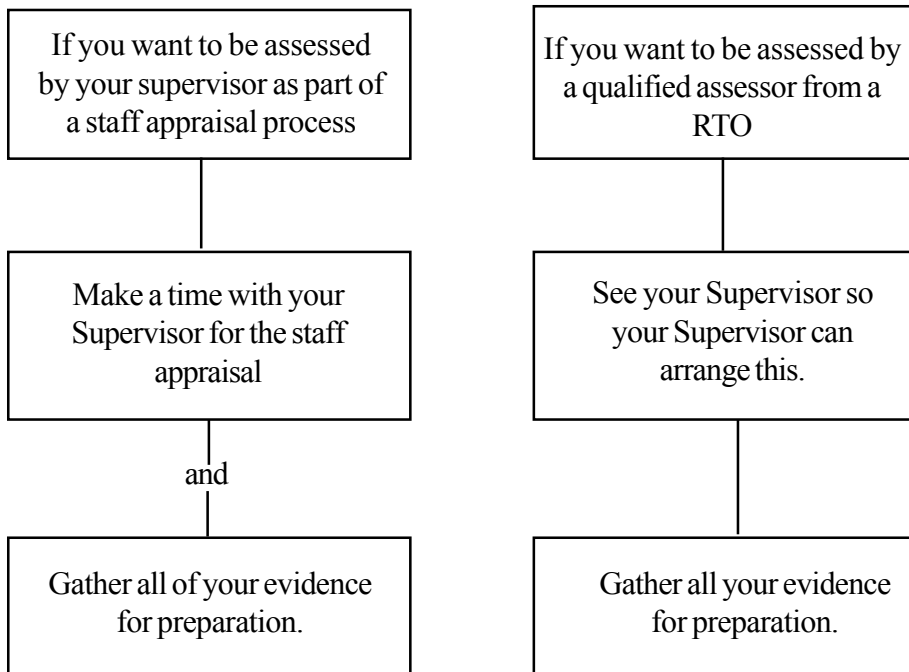 If you want to be assessed
by your supervisor as part of
a staff appraisal process
Make a time with your
Supervisor for the staff
appraisal
and
Gather all of your evidence
for preparation.
If you want to be assessed by
a qualified assessor from a
RTO
See your Supervisor so
your Supervisor can
arrange this.
Gather all your evidence
for preparation.